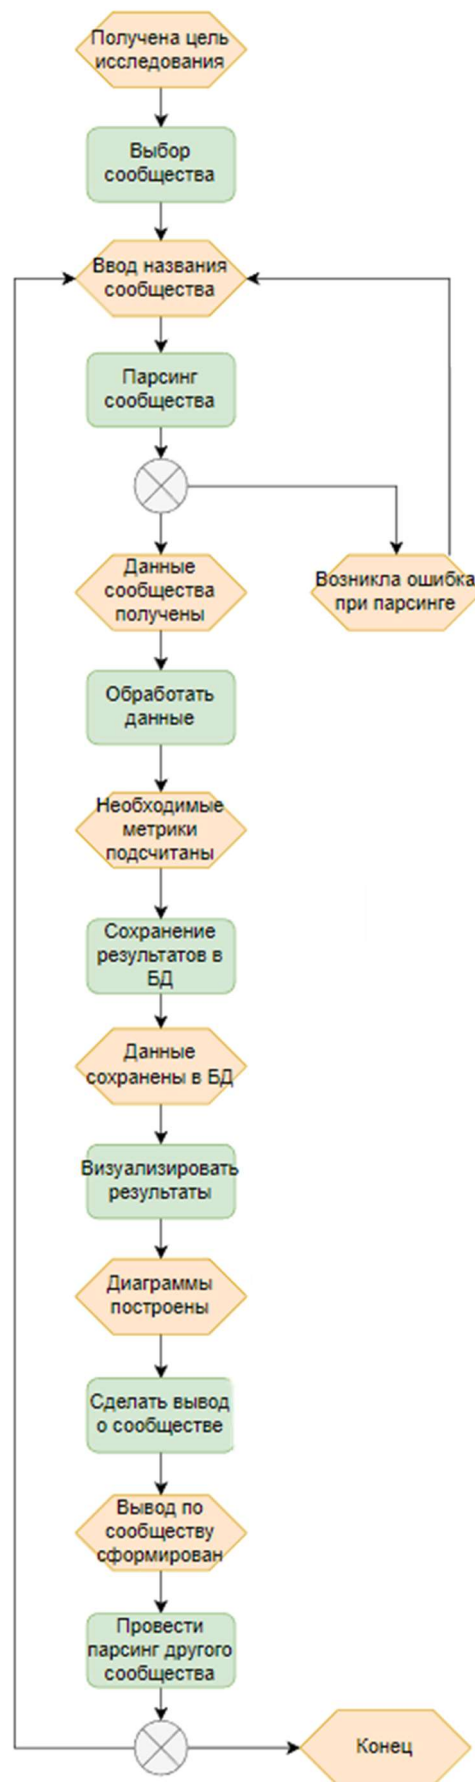 Получена цель
исследования
Выбор
сообщества
Ввод названия
сообщества
Парсинг
сообщества
Данные
сообщества
получены
Возникла ошибка
при парсинге
Обработать
данные
Необходимые
метрики
подсчитаны
Сохранение
результатов в
БД
Данные
сохранены в БД
Визуализировать
результаты
Диаграммы
построены
Сделать вывод
о сообществе
Вывод по
сообществу
сформирован
Провести
парсинг другого
сообщества
Конец